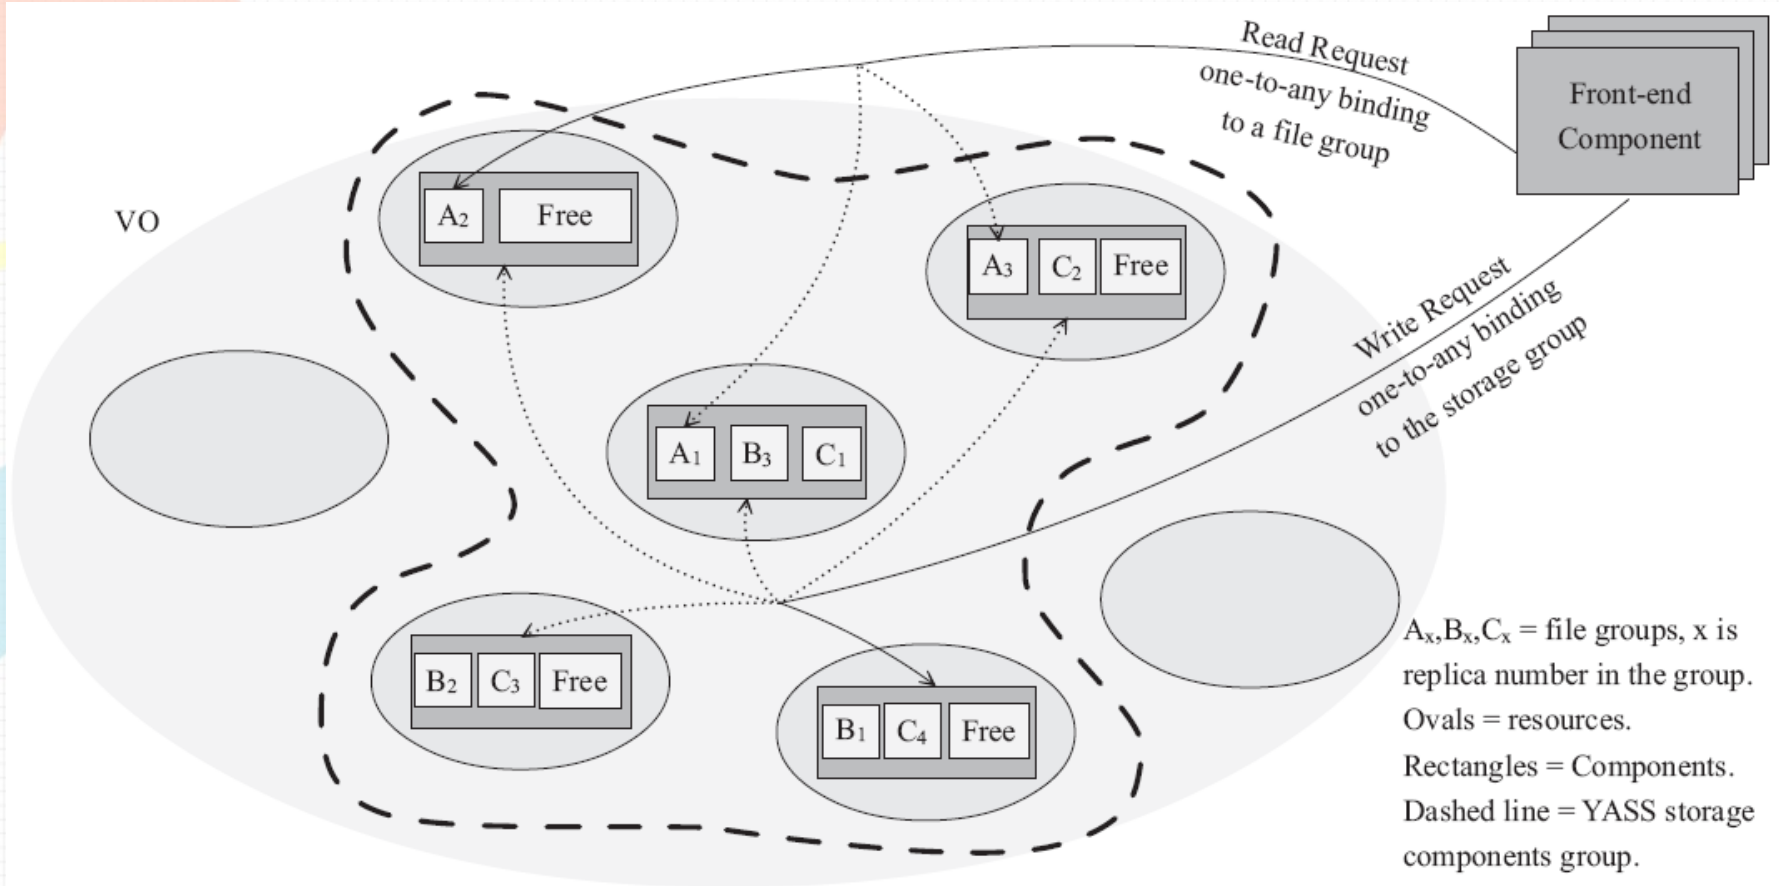 Read Request
one-to-any binding
to a file group
Front-end
Component
VO
A₂
Free
A₃
C₂
Free
Write Request
one-to-any binding
to the storage group
A₁
B₃
C₁
B₂
C₃
Free
B₁
C₄
Free
Aₓ,Bₓ,Cₓ = file groups, x is
replica number in the group.
Ovals = resources.
Rectangles = Components.
Dashed line = YASS storage
components group.